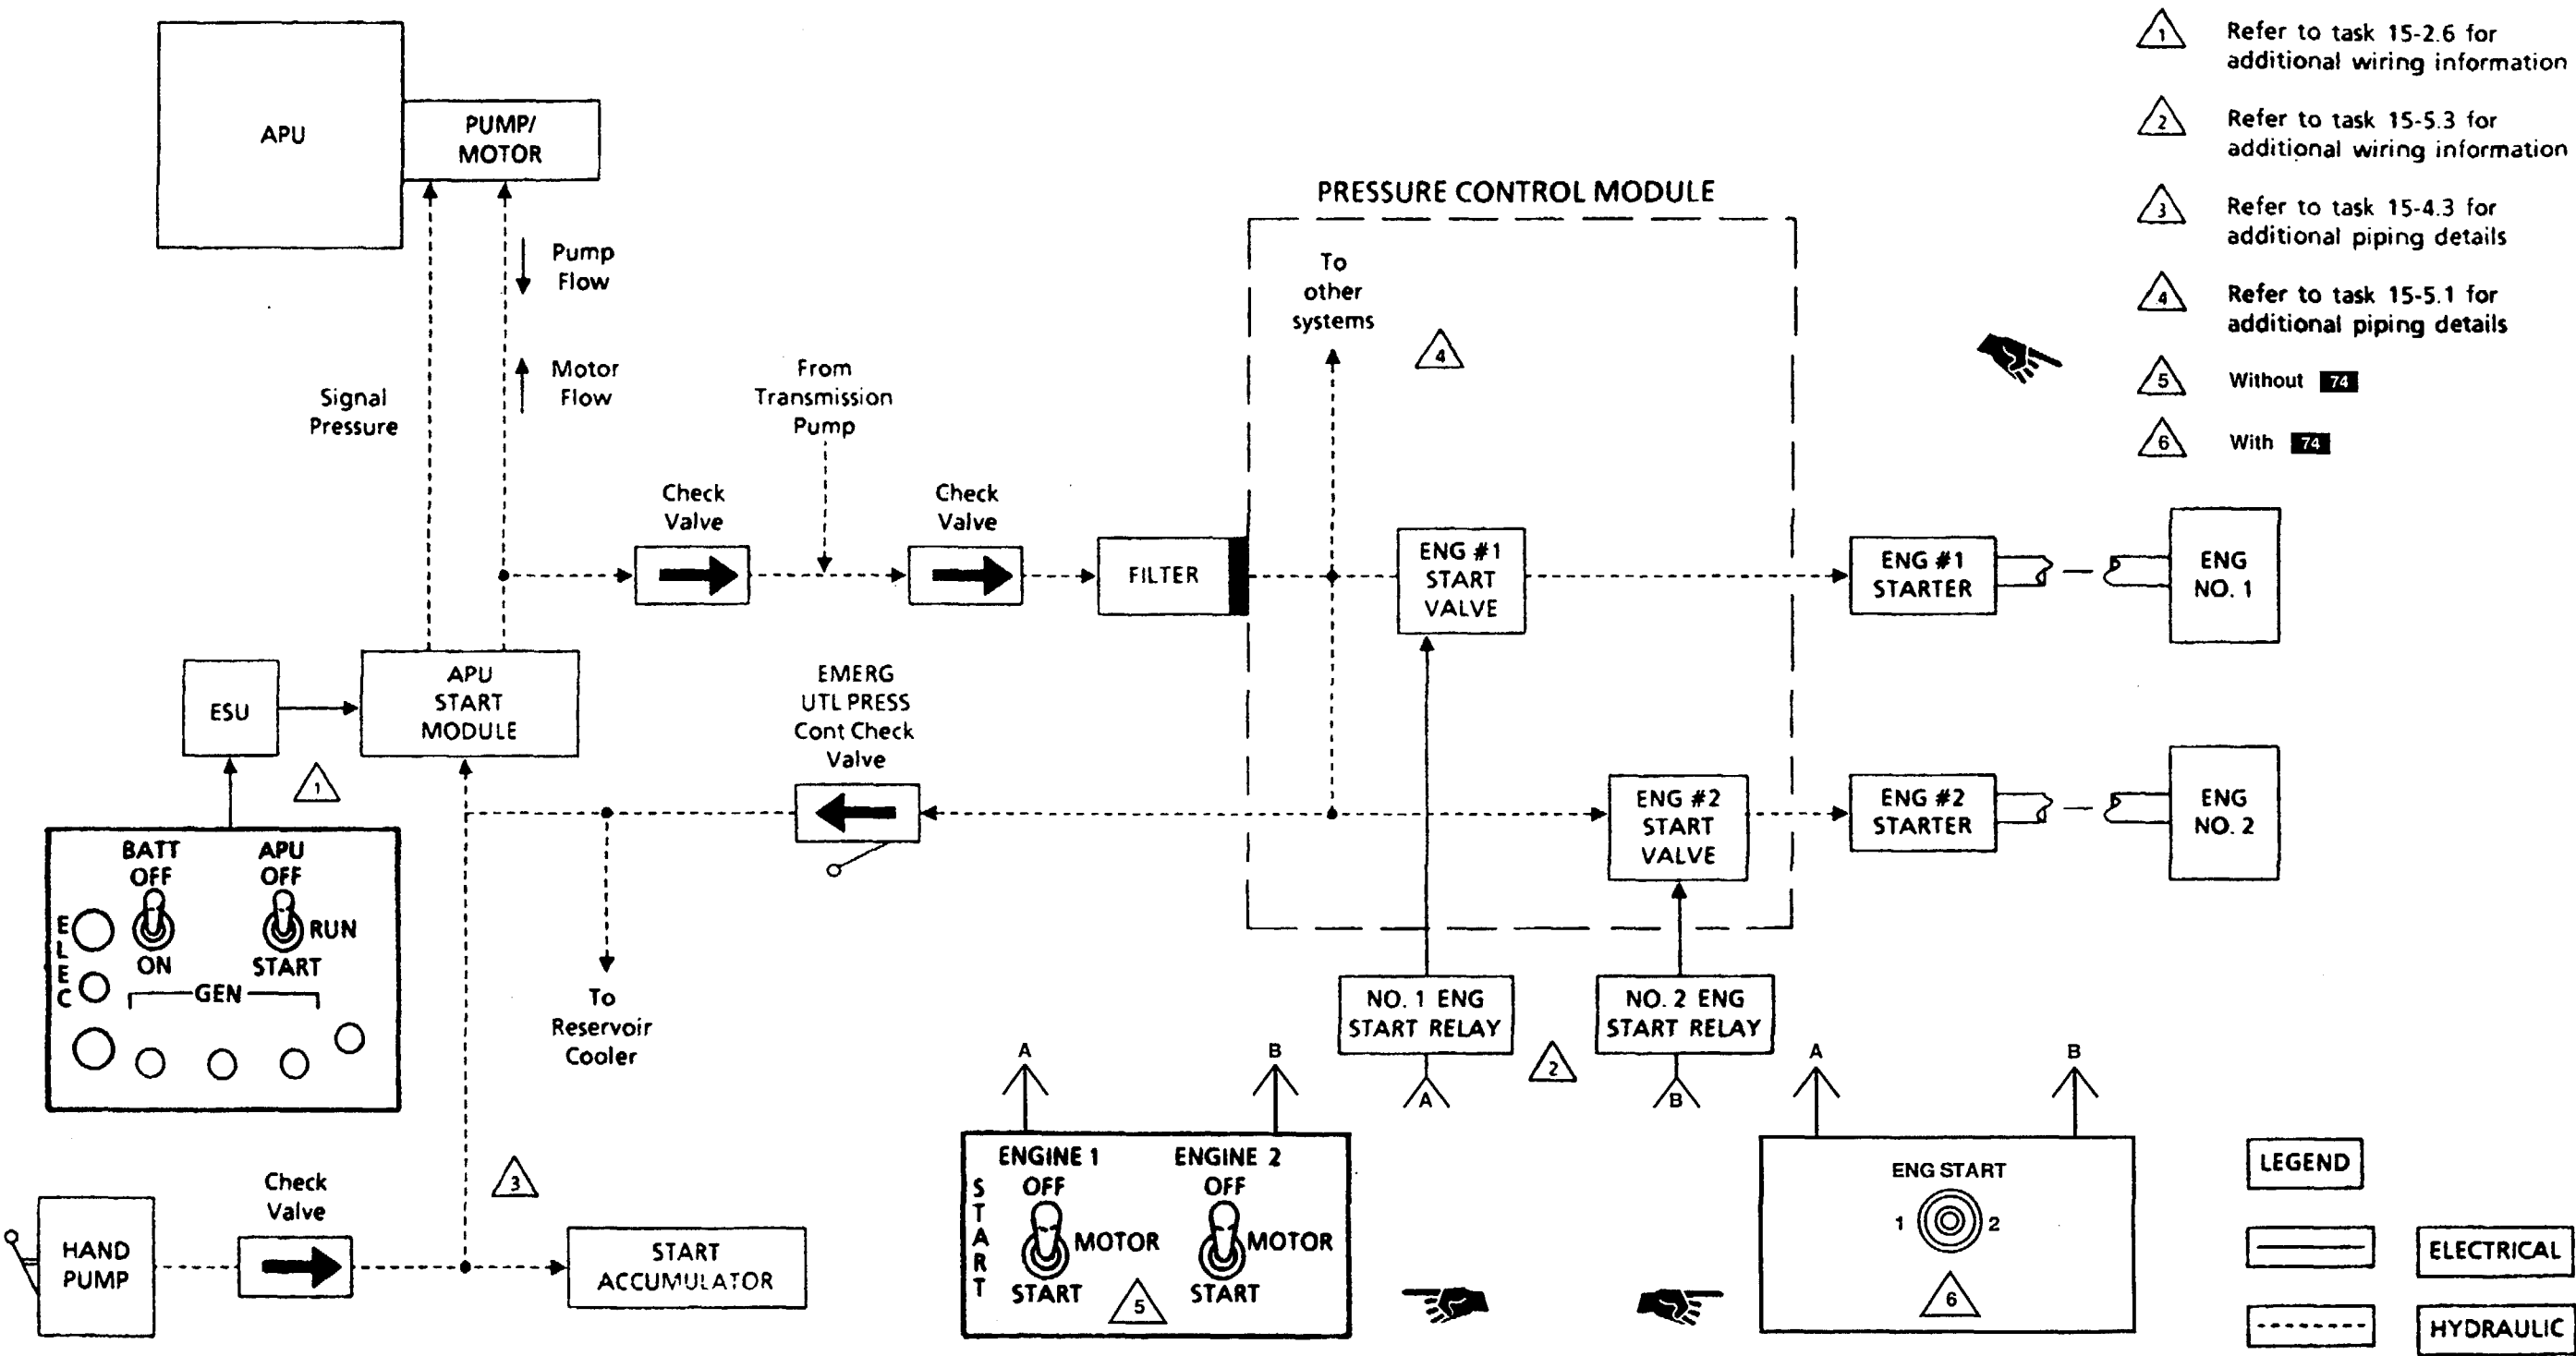 APU
PUMP/
MOTOR
Pump
Flow
Motor
Flow
Signal
Pressure
From
Transmission
Pump
Check
Valve
Check
Valve
FILTER
PRESSURE CONTROL MODULE
To
other
systems
4
ENG #1
START
VALVE
ENG #1
STARTER
ENG
NO. 1
1
Refer to task 15-2.6 for
additional wiring information
2
Refer to task 15-5.3 for
additional wiring information
3
Refer to task 15-4.3 for
additional piping details
4
Refer to task 15-5.1 for
additional piping details
5
Without 74
6
With 74
ESU
APU
START
MODULE
1
EMERG
UTL PRESS
Cont Check
Valve
ENG #2
START
VALVE
ENG #2
STARTER
ENG
NO. 2
BATT
OFF
ON
APU
OFF
RUN
START
ELEC
GEN
To
Reservoir
Cooler
NO. 1 ENG
START RELAY
A
2
NO. 2 ENG
START RELAY
B
HAND
PUMP
Check
Valve
3
START
ACCUMULATOR
A
B
START
ENGINE 1
OFF
MOTOR
START
5
ENGINE 2
OFF
MOTOR
START
A
B
ENG START
1
2
6
LEGEND
ELECTRICAL
HYDRAULIC